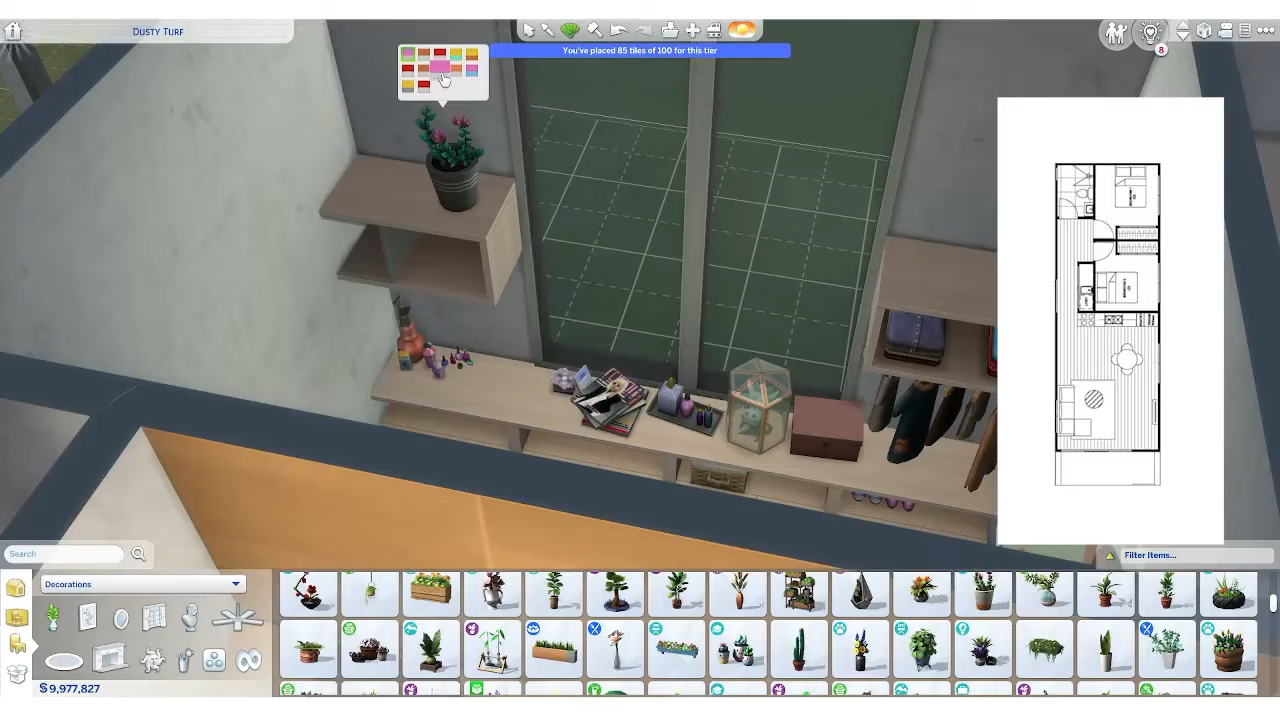 DUSTY TURF
You've placed 85 tiles of 100 for this tier
8
Search
Filter Items...
Decorations
§9,977,827